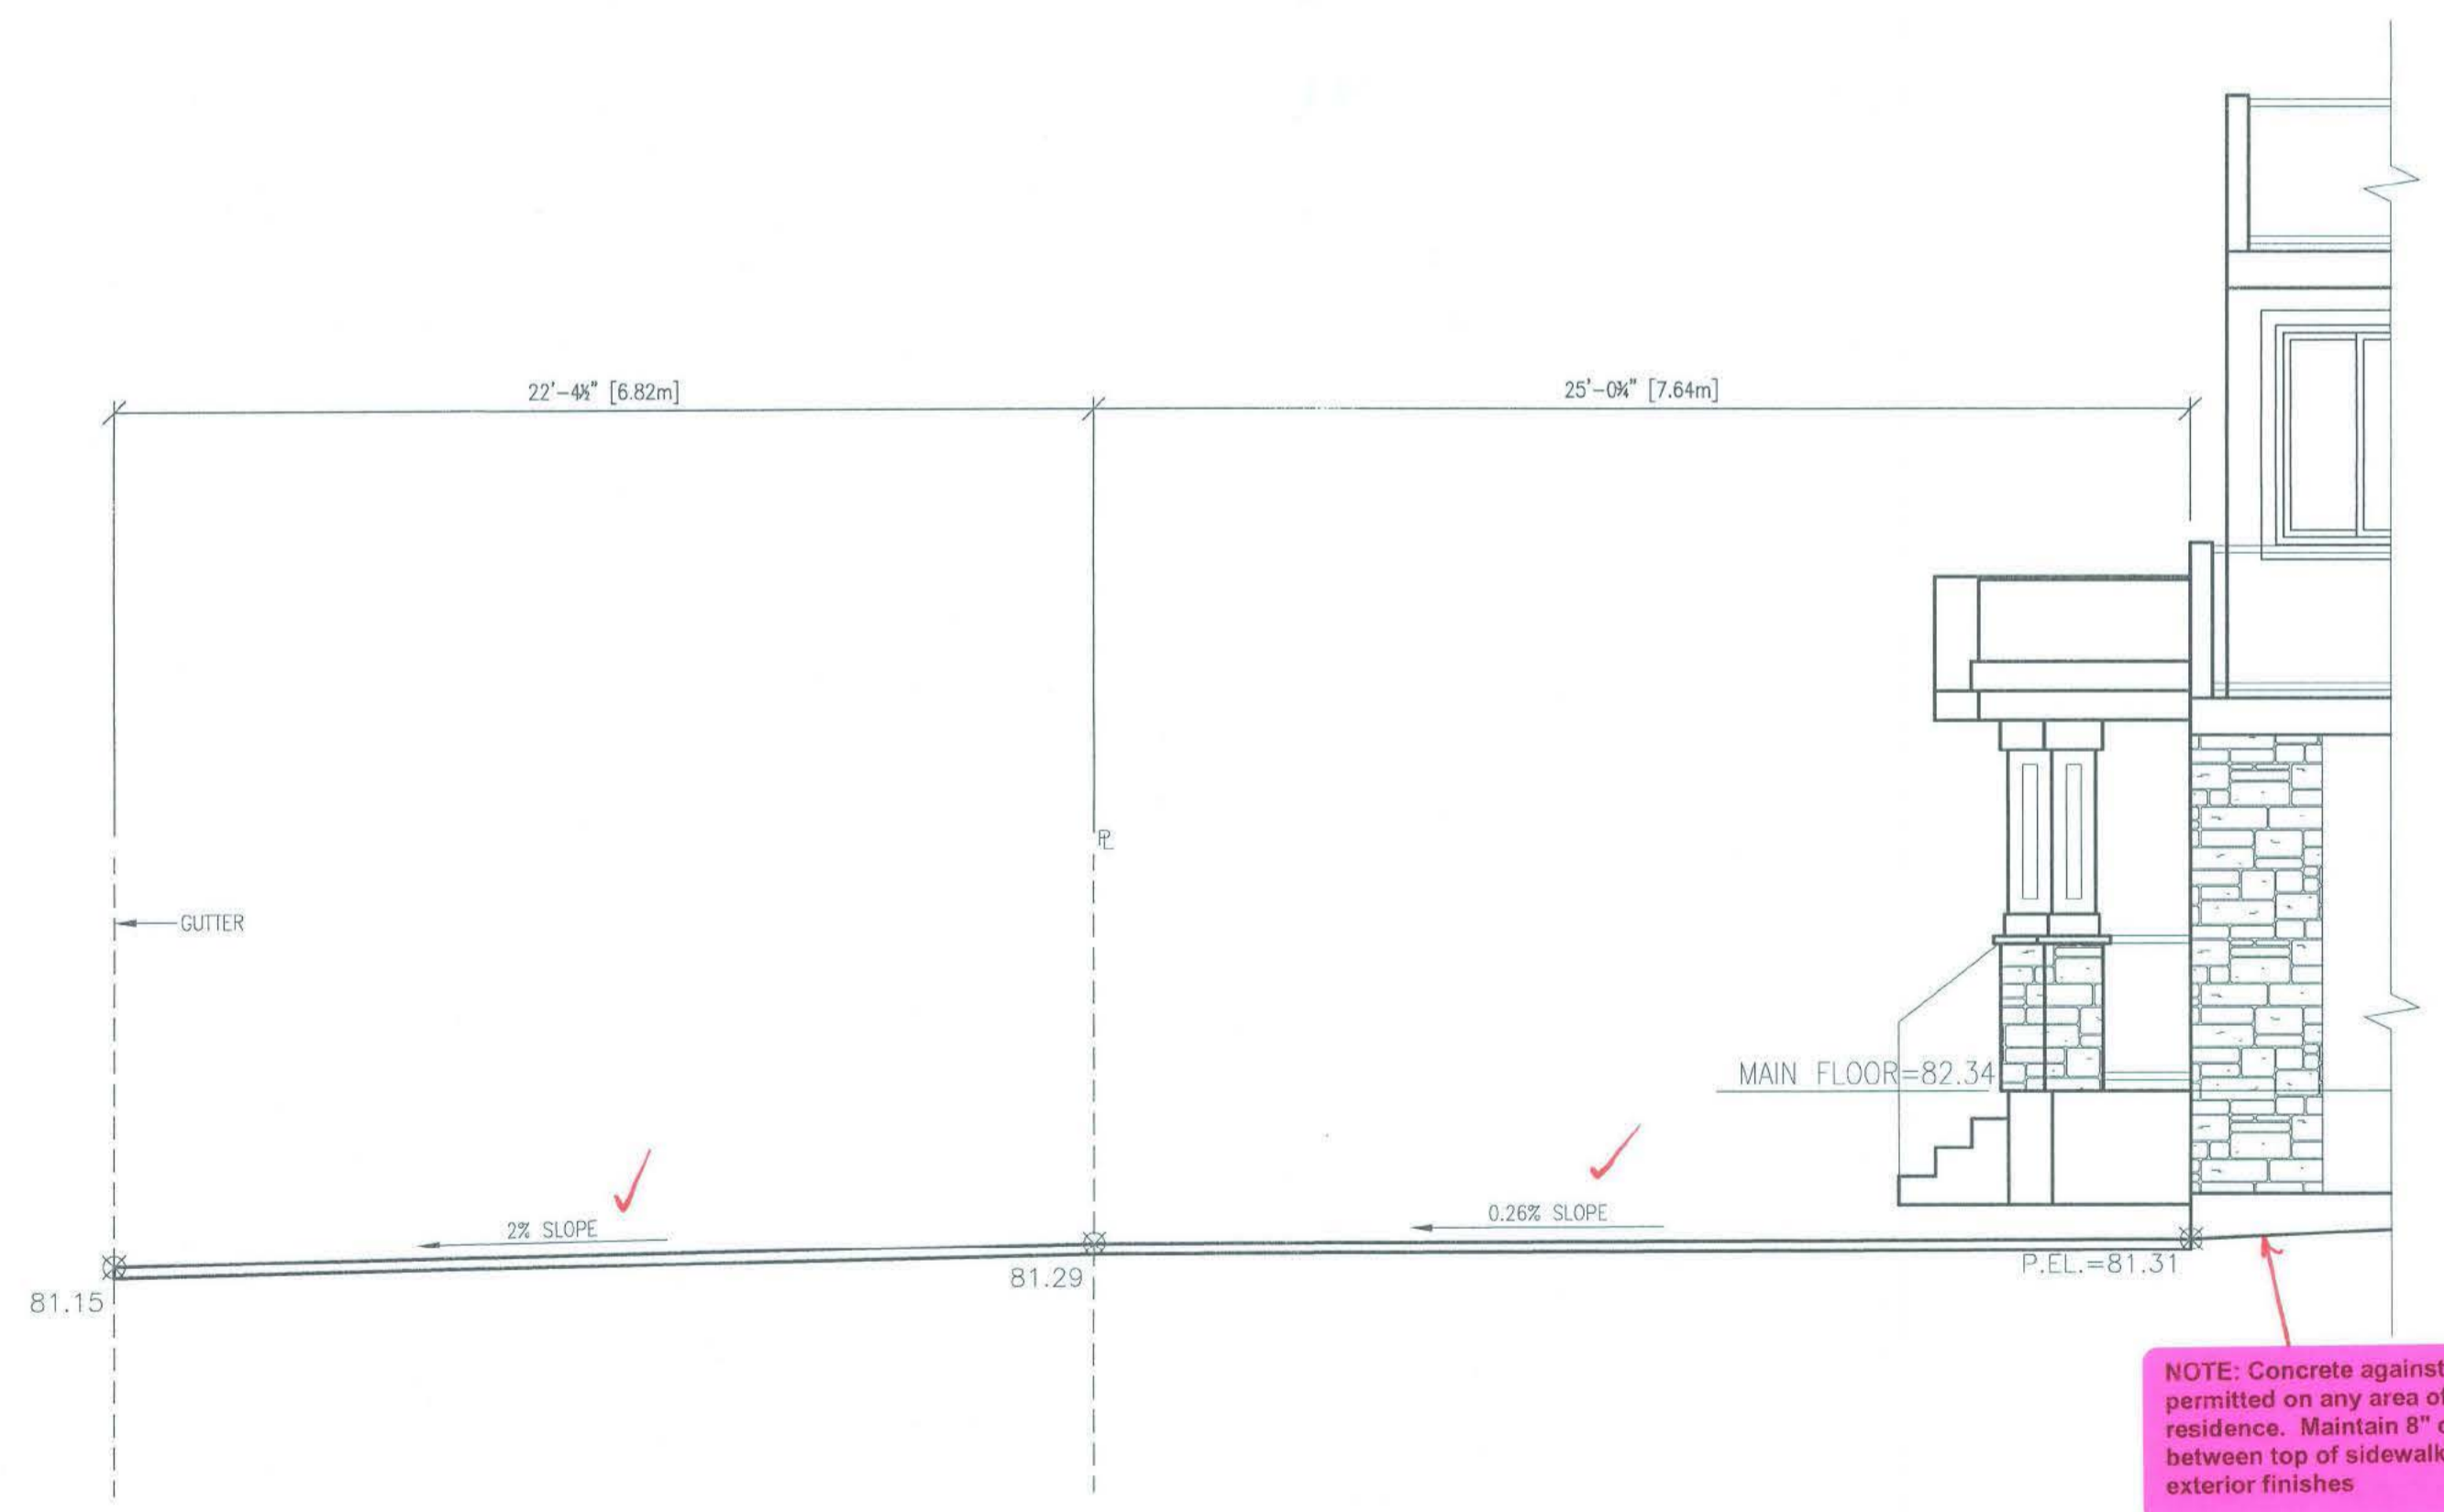 22'-4½" [6.82m]
25'-0¾" [7.64m]
PL
GUTTER
MAIN FLOOR=82.34
2% SLOPE
0.26% SLOPE
81.15
81.29
P.EL.=81.31
NOTE: Concrete against
permitted on any area of
residence. Maintain 8"
between top of sidewalk
exterior finishes